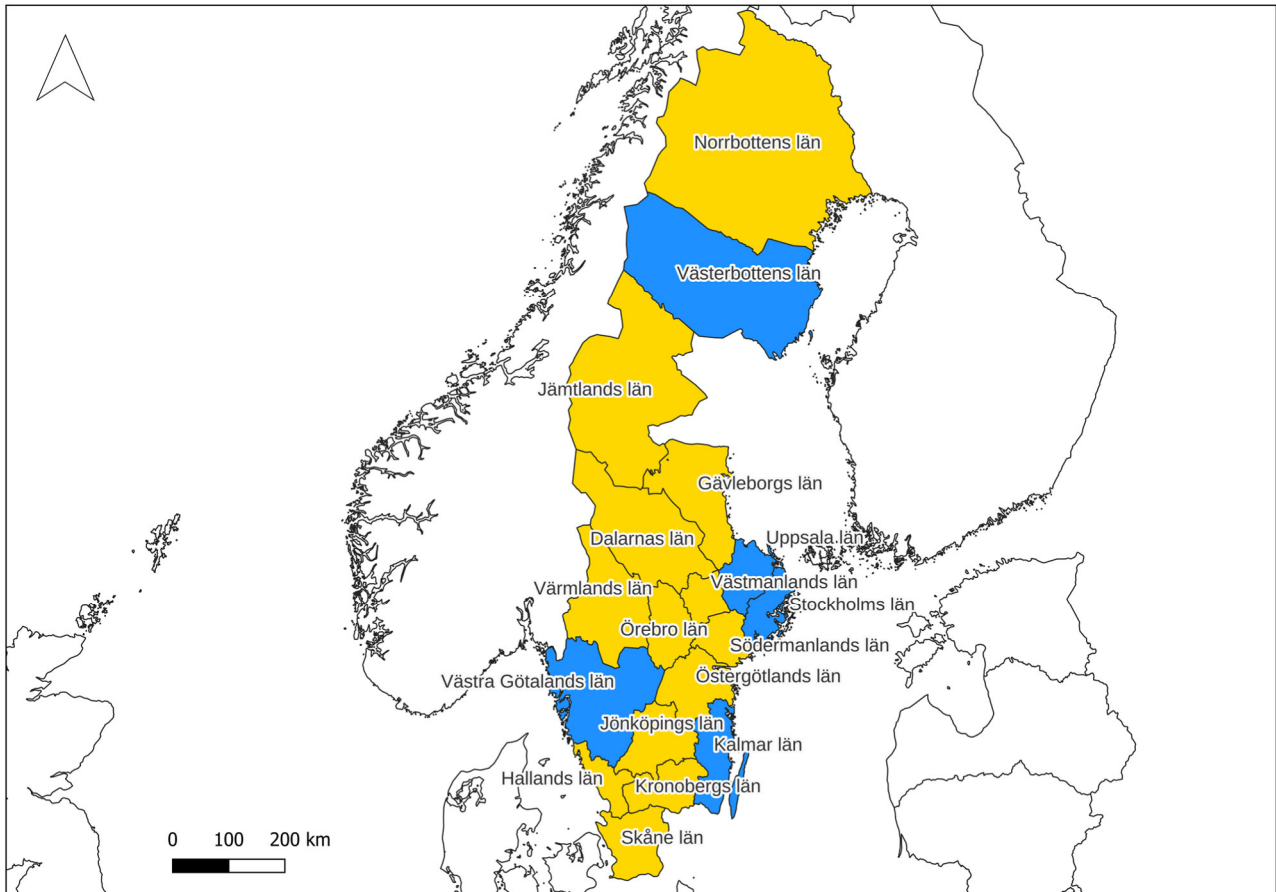 Norrbottens län
Västerbottens län
Jämtlands län
Gävleborgs län
Uppsala län
Dalarnas län
Västmanlands län
Värmlands län
Stockholms län
Örebro län
Södermanlands län
Östergötlands län
Västra Götalands län
Jönköpings län
Kalmar län
Hallands län
Kronobergs län
Skåne län
0 100 200 km